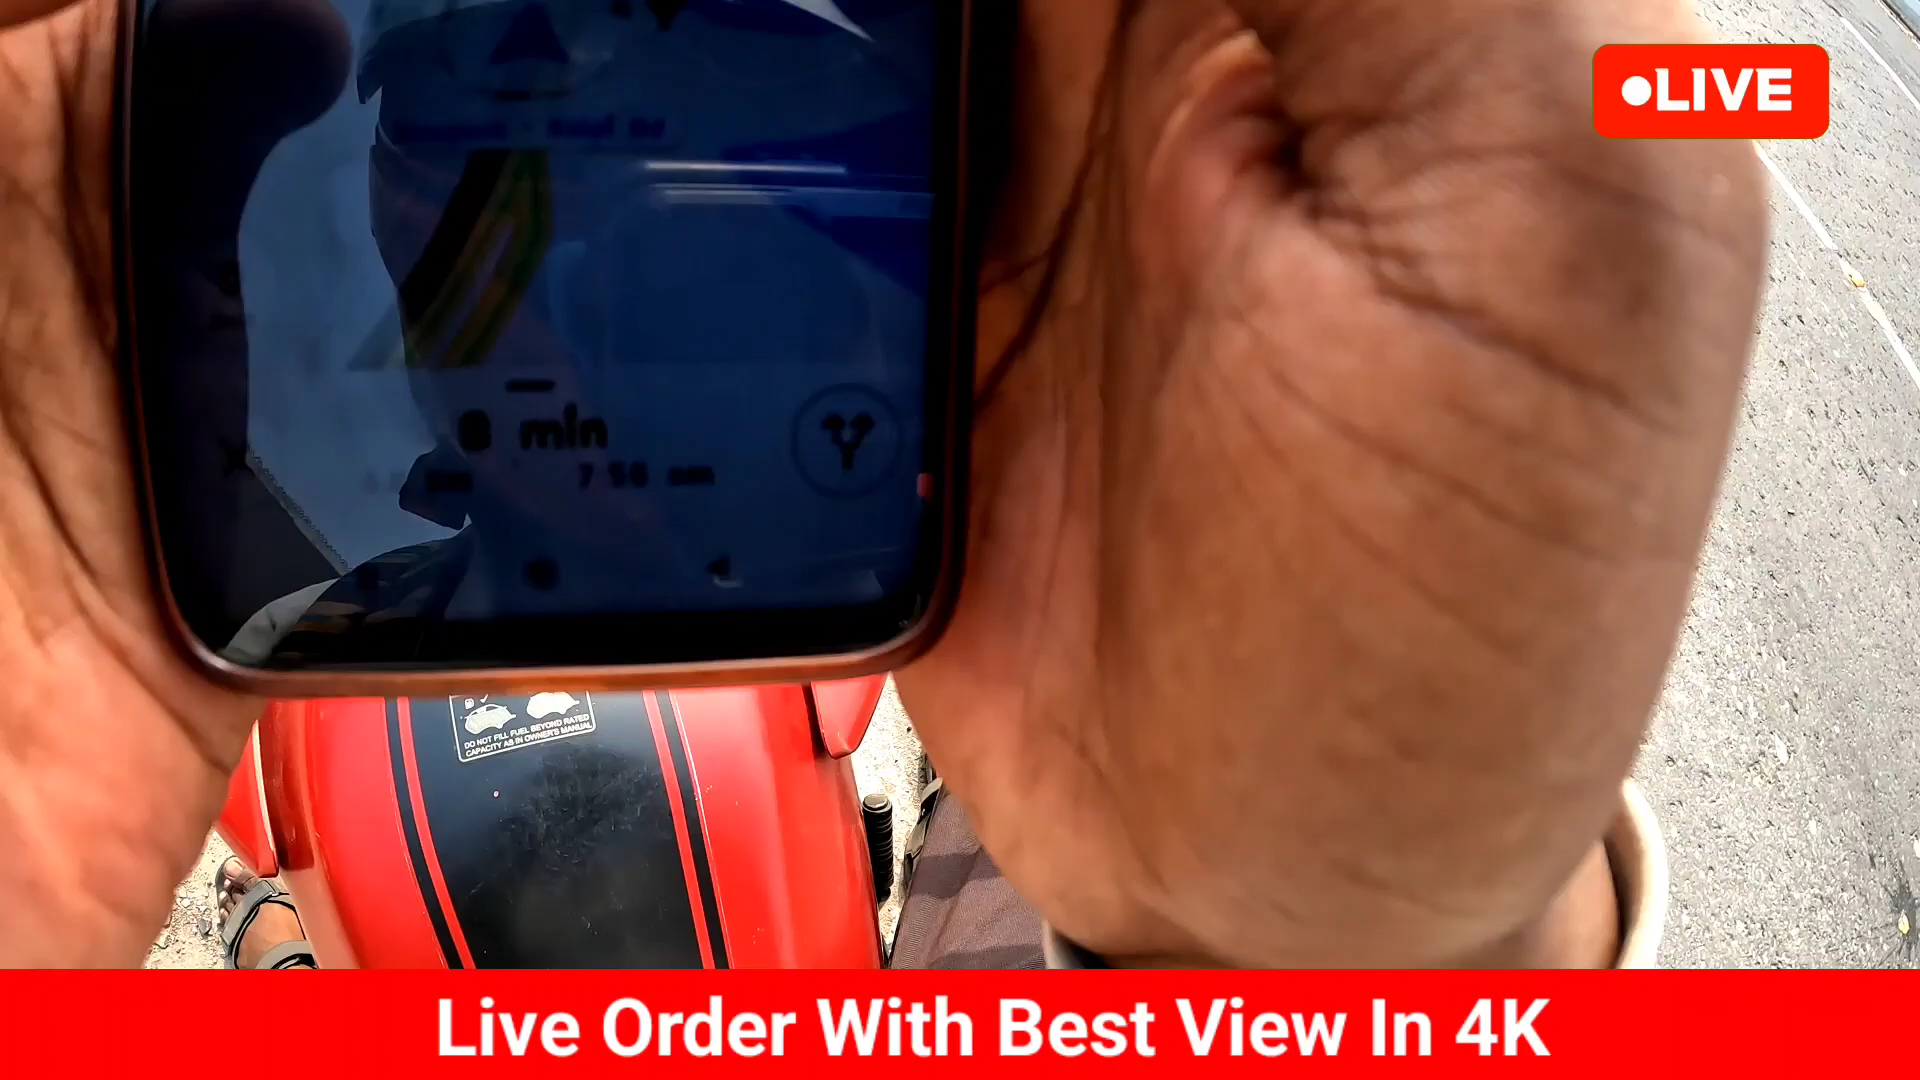 LIVE
8 min
DO NOT FILL FUEL BEYOND RATED
CAPACITY AS IN OWNER'S MANUAL
Live Order With Best View In 4K